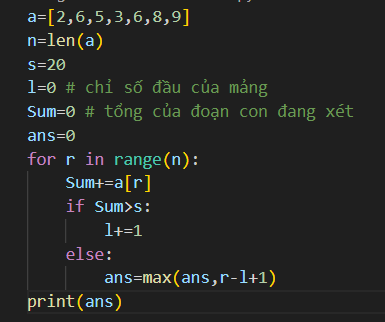 a=[2,6,5,3,6,8,9]
n=len(a)
s=20
l=0 # chỉ số đầu của mảng
Sum=0 # tổng của đoạn con đang xét
ans=0
for r in range(n):
    Sum+=a[r]
    if Sum>s:
        l+=1
    else:
        ans=max(ans,r-l+1)
print(ans)